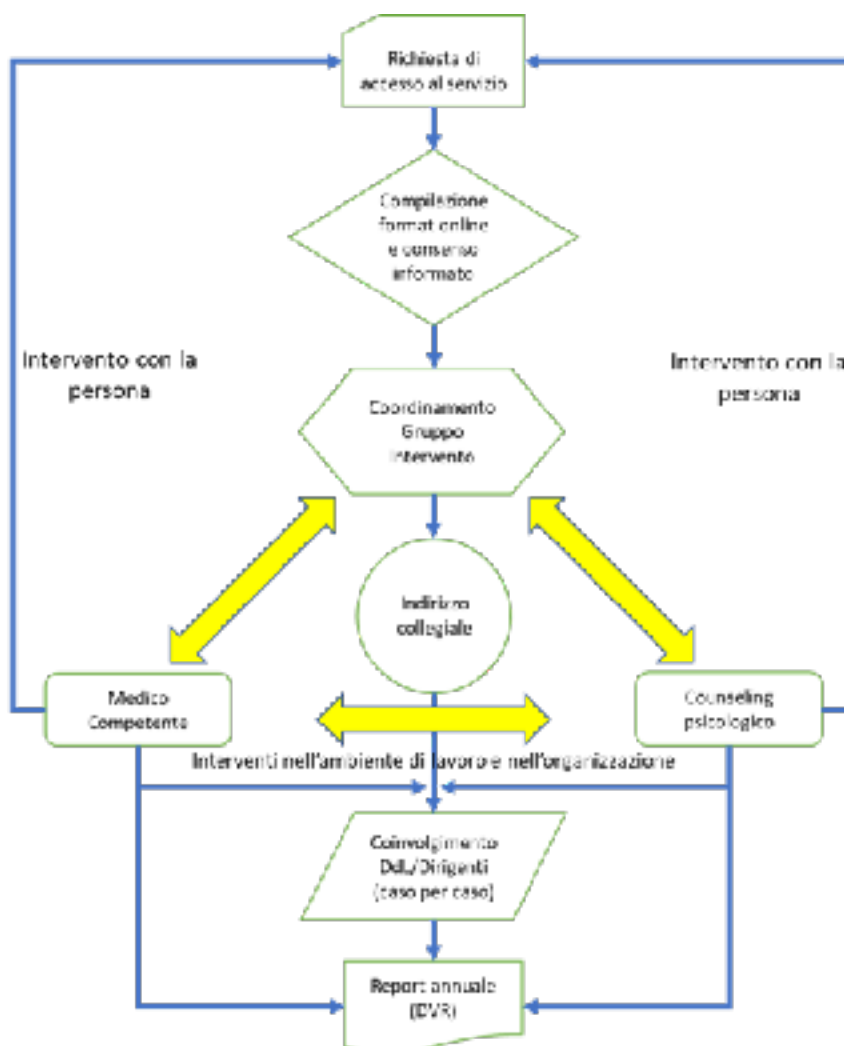 Richiesta di
accesso al servizio
Compilazione
format online
e consenso
informato
Intervento con la
persona
Intervento con la
persona
Coordinamento
Gruppo
Intervento
Indirizzo
collegiale
Medico
Competente
Counseling
psicologico
Interventi nell'ambiente di lavoro e nell'organizzazione
Coinvolgimento
DdL/Dirigenti
(caso per caso)
Report annuale
(DVR)